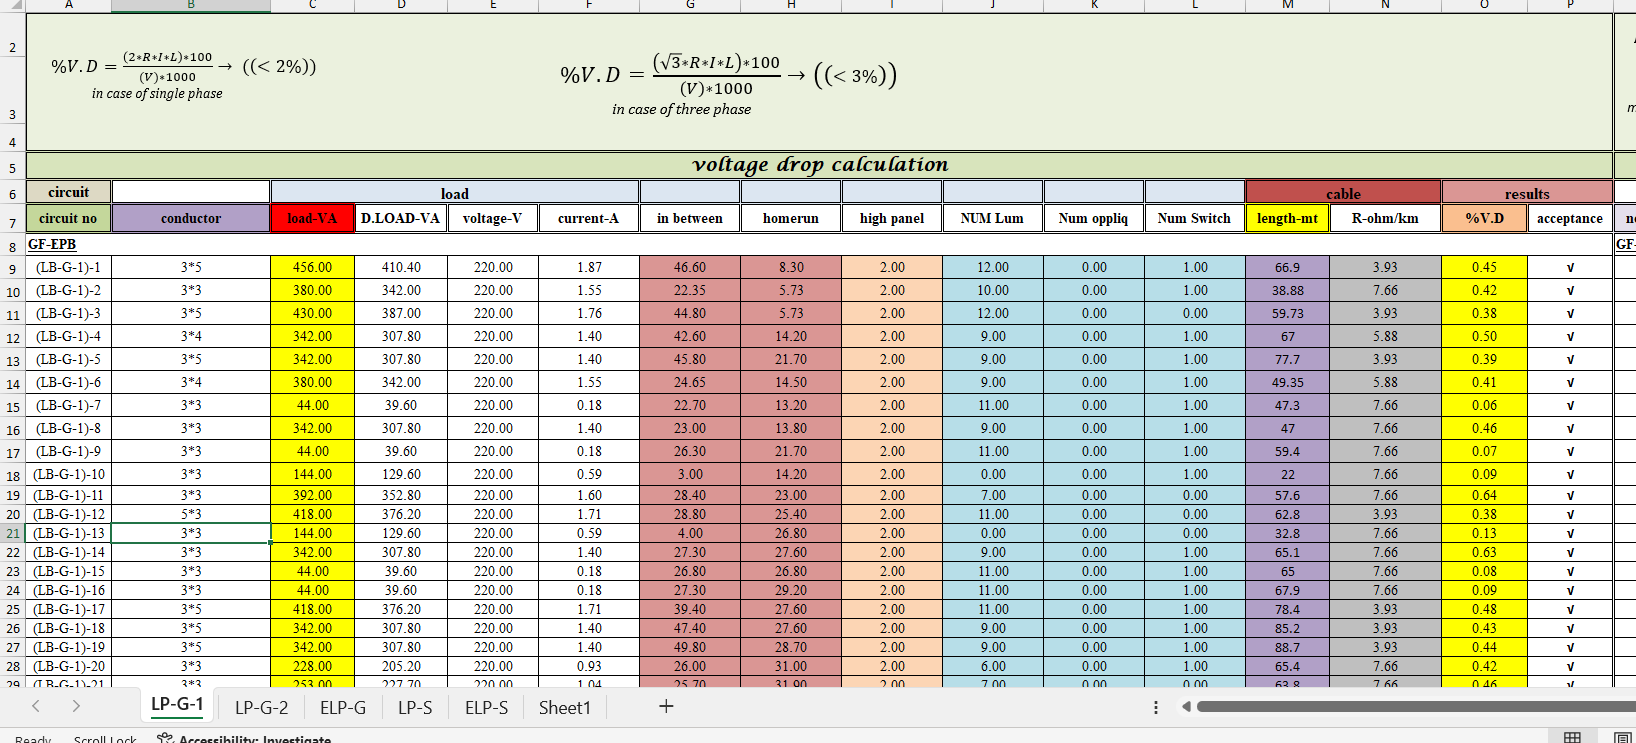 A B C D E F G H I J K L M N O P
2
%V.D = (2*R*I*L)*100 / (V)*1000 → ((< 2%))
in case of single phase
%V.D = (√3*R*I*L)*100 / (V)*1000 → ((< 3%))
in case of three phase
3
4
5 voltage drop calculation
6 circuit load cable results
7 circuit no conductor load-VA D.LOAD-VA voltage-V current-A in between homerun high panel NUM Lum Num oppliq Num Switch length-mt R-ohm/km %V.D acceptance
8 GF-EPB GF-
9 (LB-G-1)-1 3*5 456.00 410.40 220.00 1.87 46.60 8.30 2.00 12.00 0.00 1.00 66.9 3.93 0.45 √
10 (LB-G-1)-2 3*3 380.00 342.00 220.00 1.55 22.35 5.73 2.00 10.00 0.00 1.00 38.88 7.66 0.42 √
11 (LB-G-1)-3 3*5 430.00 387.00 220.00 1.76 44.80 5.73 2.00 12.00 0.00 0.00 59.73 3.93 0.38 √
12 (LB-G-1)-4 3*4 342.00 307.80 220.00 1.40 42.60 14.20 2.00 9.00 0.00 1.00 67 5.88 0.50 √
13 (LB-G-1)-5 3*5 342.00 307.80 220.00 1.40 45.80 21.70 2.00 9.00 0.00 1.00 77.7 3.93 0.39 √
14 (LB-G-1)-6 3*4 380.00 342.00 220.00 1.55 24.65 14.50 2.00 9.00 0.00 1.00 49.35 5.88 0.41 √
15 (LB-G-1)-7 3*3 44.00 39.60 220.00 0.18 22.70 13.20 2.00 11.00 0.00 1.00 47.3 7.66 0.06 √
16 (LB-G-1)-8 3*3 342.00 307.80 220.00 1.40 23.00 13.80 2.00 9.00 0.00 1.00 47 7.66 0.46 √
17 (LB-G-1)-9 3*3 44.00 39.60 220.00 0.18 26.30 21.70 2.00 11.00 0.00 1.00 59.4 7.66 0.07 √
18 (LB-G-1)-10 3*3 144.00 129.60 220.00 0.59 3.00 14.20 2.00 0.00 0.00 1.00 22 7.66 0.09 √
19 (LB-G-1)-11 3*3 392.00 352.80 220.00 1.60 28.40 23.00 2.00 7.00 0.00 0.00 57.6 7.66 0.64 √
20 (LB-G-1)-12 5*3 418.00 376.20 220.00 1.71 28.80 25.40 2.00 11.00 0.00 0.00 62.8 3.93 0.38 √
21 (LB-G-1)-13 3*3 144.00 129.60 220.00 0.59 4.00 26.80 2.00 0.00 0.00 0.00 32.8 7.66 0.13 √
22 (LB-G-1)-14 3*3 342.00 307.80 220.00 1.40 27.30 27.60 2.00 9.00 0.00 1.00 65.1 7.66 0.63 √
23 (LB-G-1)-15 3*3 44.00 39.60 220.00 0.18 26.80 26.80 2.00 11.00 0.00 1.00 65 7.66 0.08 √
24 (LB-G-1)-16 3*3 44.00 39.60 220.00 0.18 27.30 29.20 2.00 11.00 0.00 1.00 67.9 7.66 0.09 √
25 (LB-G-1)-17 3*5 418.00 376.20 220.00 1.71 39.40 27.60 2.00 11.00 0.00 1.00 78.4 3.93 0.48 √
26 (LB-G-1)-18 3*5 342.00 307.80 220.00 1.40 47.40 27.60 2.00 9.00 0.00 1.00 85.2 3.93 0.43 √
27 (LB-G-1)-19 3*5 342.00 307.80 220.00 1.40 49.80 28.70 2.00 9.00 0.00 1.00 88.7 3.93 0.44 √
28 (LB-G-1)-20 3*3 228.00 205.20 220.00 0.93 26.00 31.00 2.00 6.00 0.00 1.00 65.4 7.66 0.42 √
29 (LB-G-1)-21 3*3 253.00 227.70 220.00 1.04 25.70 31.90 2.00 7.00 0.00 0.00 63.8 7.66 0.46 √
LP-G-1 LP-G-2 ELP-G LP-S ELP-S Sheet1 +
Ready Scroll Lock Accessibility: Investigate